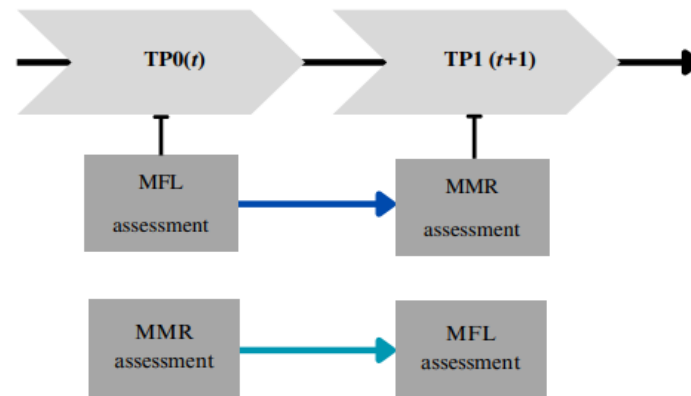 TP0(t)
TP1 (t+1)
MFL
assessment
MMR
assessment
MMR
assessment
MFL
assessment